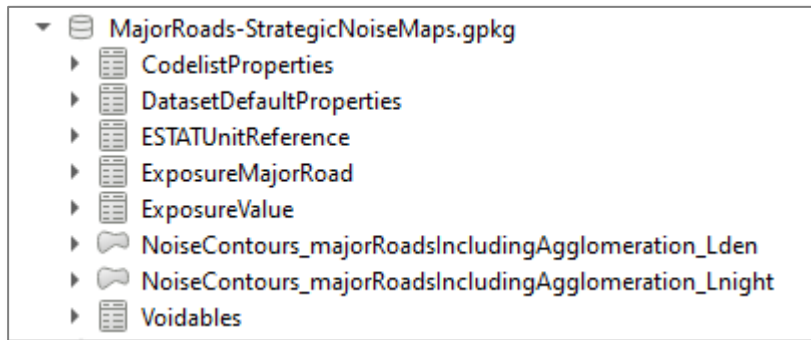 MajorRoads-StrategicNoiseMaps.gpkg
CodelistProperties
DatasetDefaultProperties
ESTATUnitReference
ExposureMajorRoad
ExposureValue
NoiseContours_majorRoadsIncludingAgglomeration_Lden
NoiseContours_majorRoadsIncludingAgglomeration_Lnight
Voidables